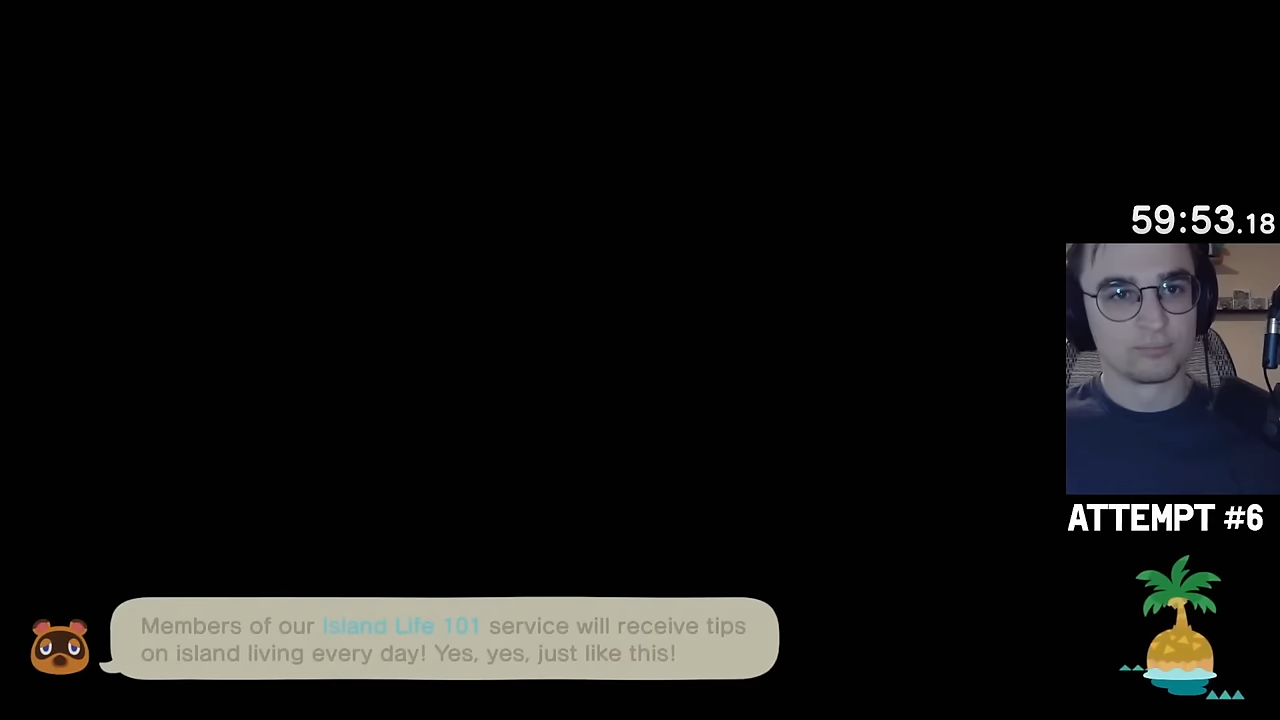 59:53.18
ATTEMPT #6
Members of our Island Life 101 service will receive tips
on island living every day! Yes, yes, just like this!